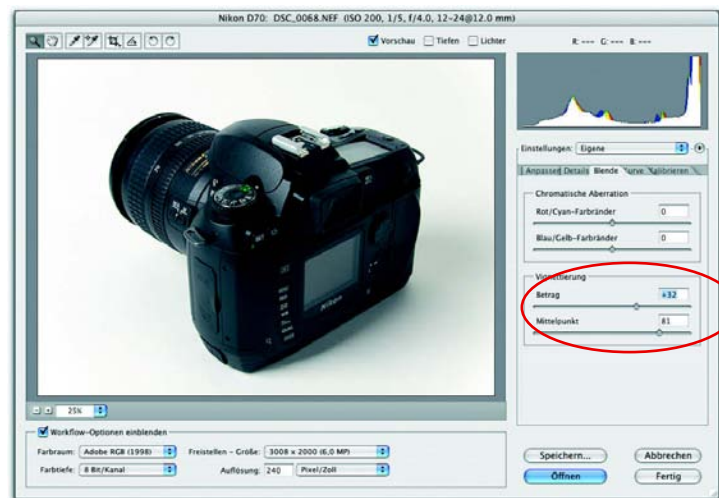 Nikon D70: DSC_0068.NEF (ISO 200, 1/5, f/4.0, 12-24@12.0 mm)
Vorschau Tiefen Lichter
R: --- G: --- B: ---
Einstellungen: Eigene
Anpassen Details Blende Kurve Kalibrieren
Chromatische Aberration
Rot/Cyan-Farbränder 0
Blau/Gelb-Farbränder 0
Vignettierung
Betrag +32
Mittelpunkt 81
Nikon
25%
Workflow-Optionen einblenden
Farbraum: Adobe RGB (1998) Freistellen - Größe: 3008 x 2000 (6,0 MP)
Farbtiefe: 8 Bit/Kanal Auflösung: 240 Pixel/Zoll
Speichern... Abbrechen
Öffnen Fertig